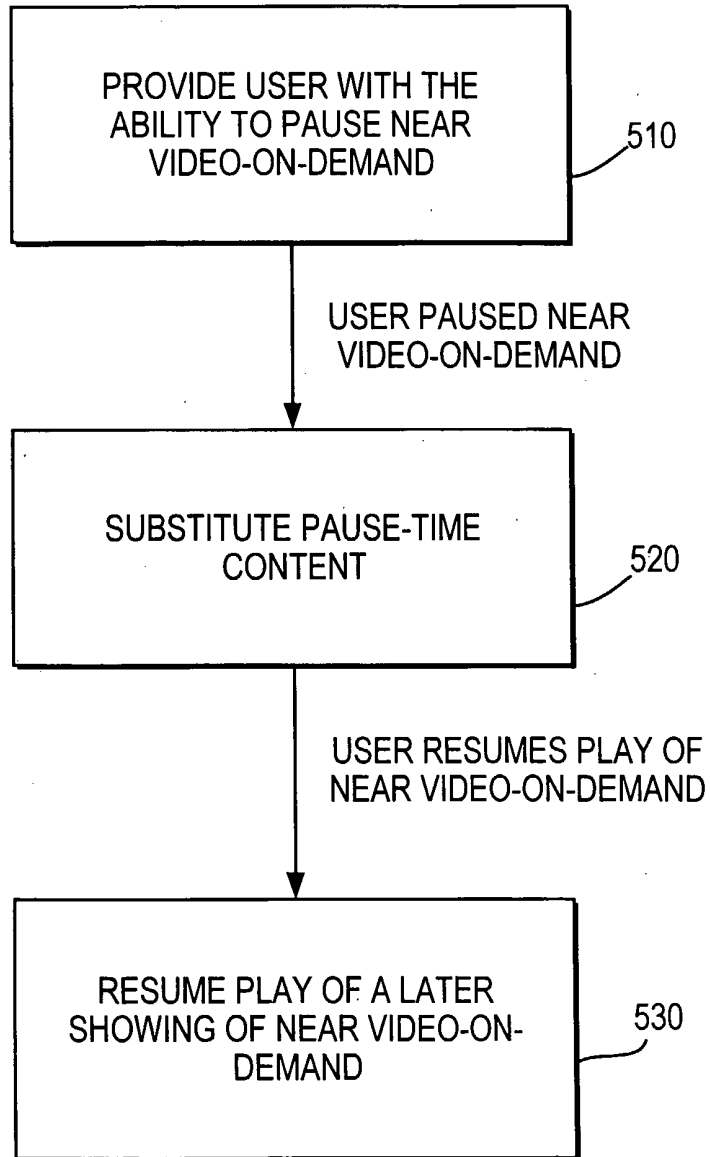 PROVIDE USER WITH THE
ABILITY TO PAUSE NEAR
VIDEO-ON-DEMAND
510
USER PAUSED NEAR
VIDEO-ON-DEMAND
SUBSTITUTE PAUSE-TIME
CONTENT
520
USER RESUMES PLAY OF
NEAR VIDEO-ON-DEMAND
RESUME PLAY OF A LATER
SHOWING OF NEAR VIDEO-ON-
DEMAND
530